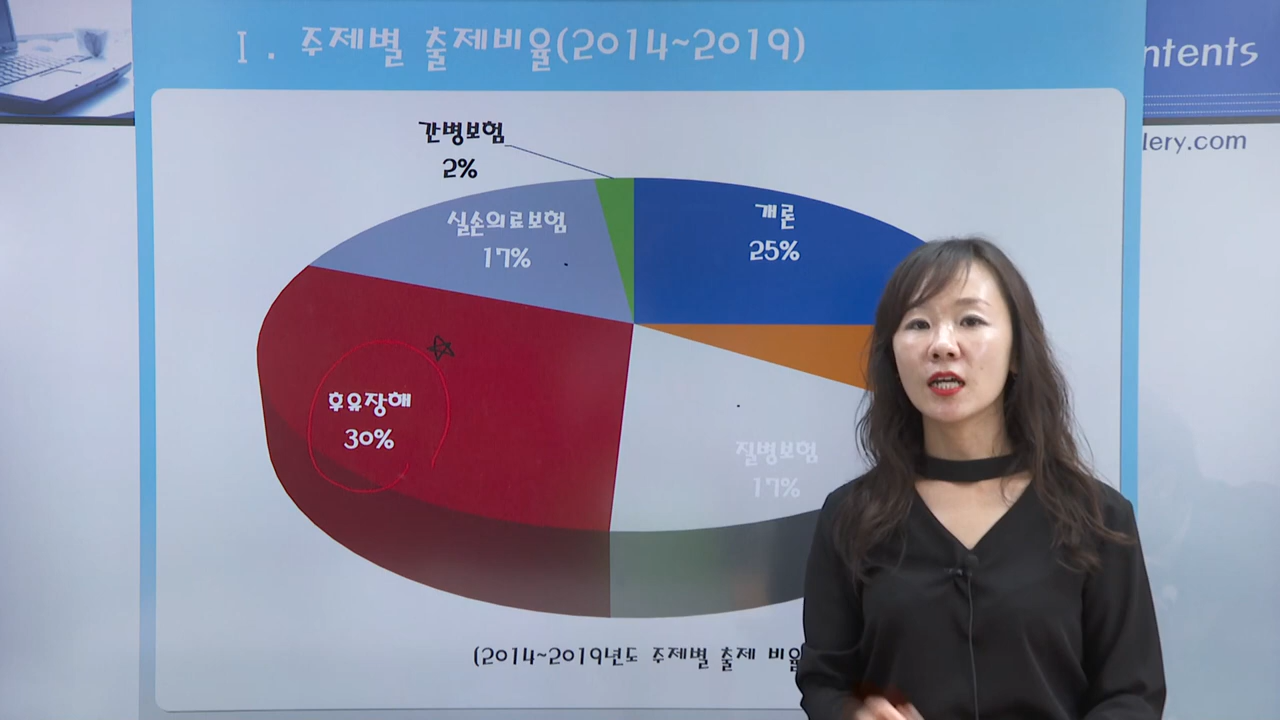 Ⅰ. 주제별 출제비율(2014~2019)
ntents
lery.com
간병보험
2%
실손의료보험
17%
개론
25%
후유장해
30%
질병보험
17%
(2014~2019년도 주제별 출제 비율